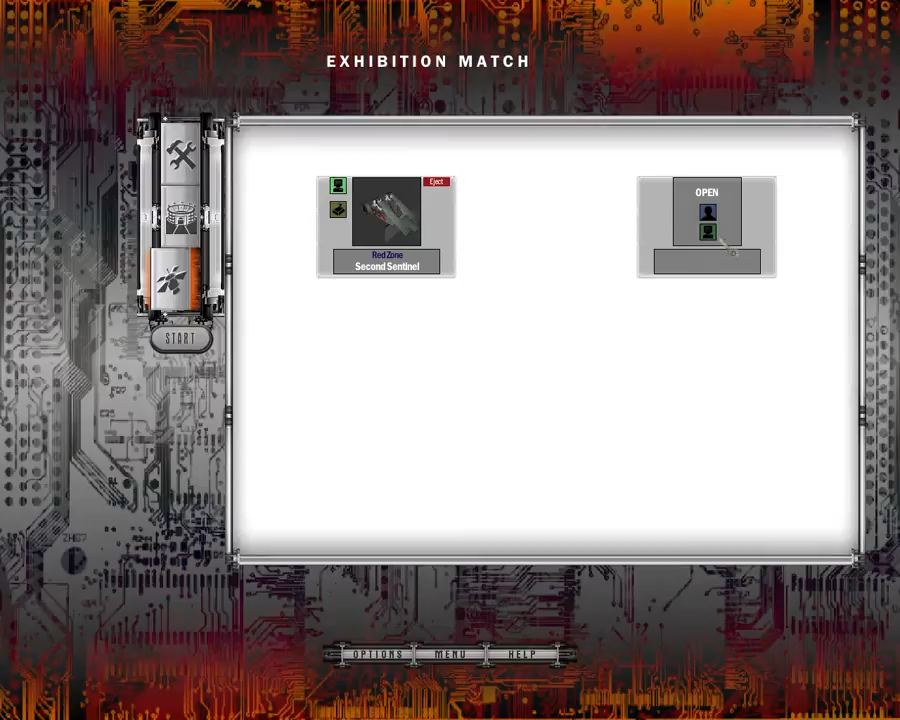 EXHIBITION MATCH
Eject
OPEN
Red Zone
Second Sentinel
START
OPTIONS
MENU
HELP